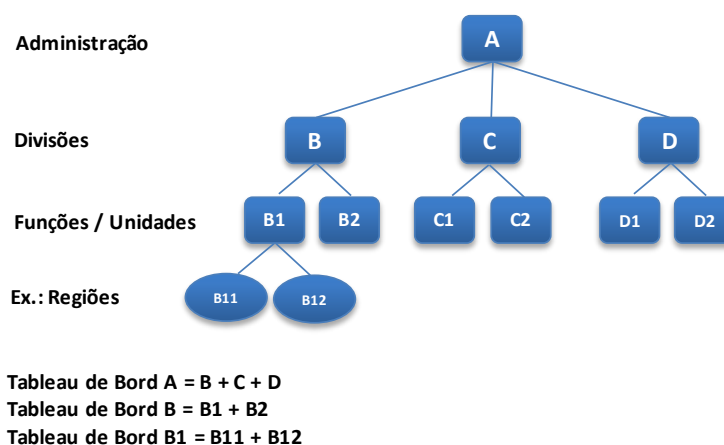 Administração
A
Divisões
B
C
D
Funções / Unidades
B1
B2
C1
C2
D1
D2
Ex.: Regiões
B11
B12
Tableau de Bord A = B + C + D
Tableau de Bord B = B1 + B2
Tableau de Bord B1 = B11 + B12